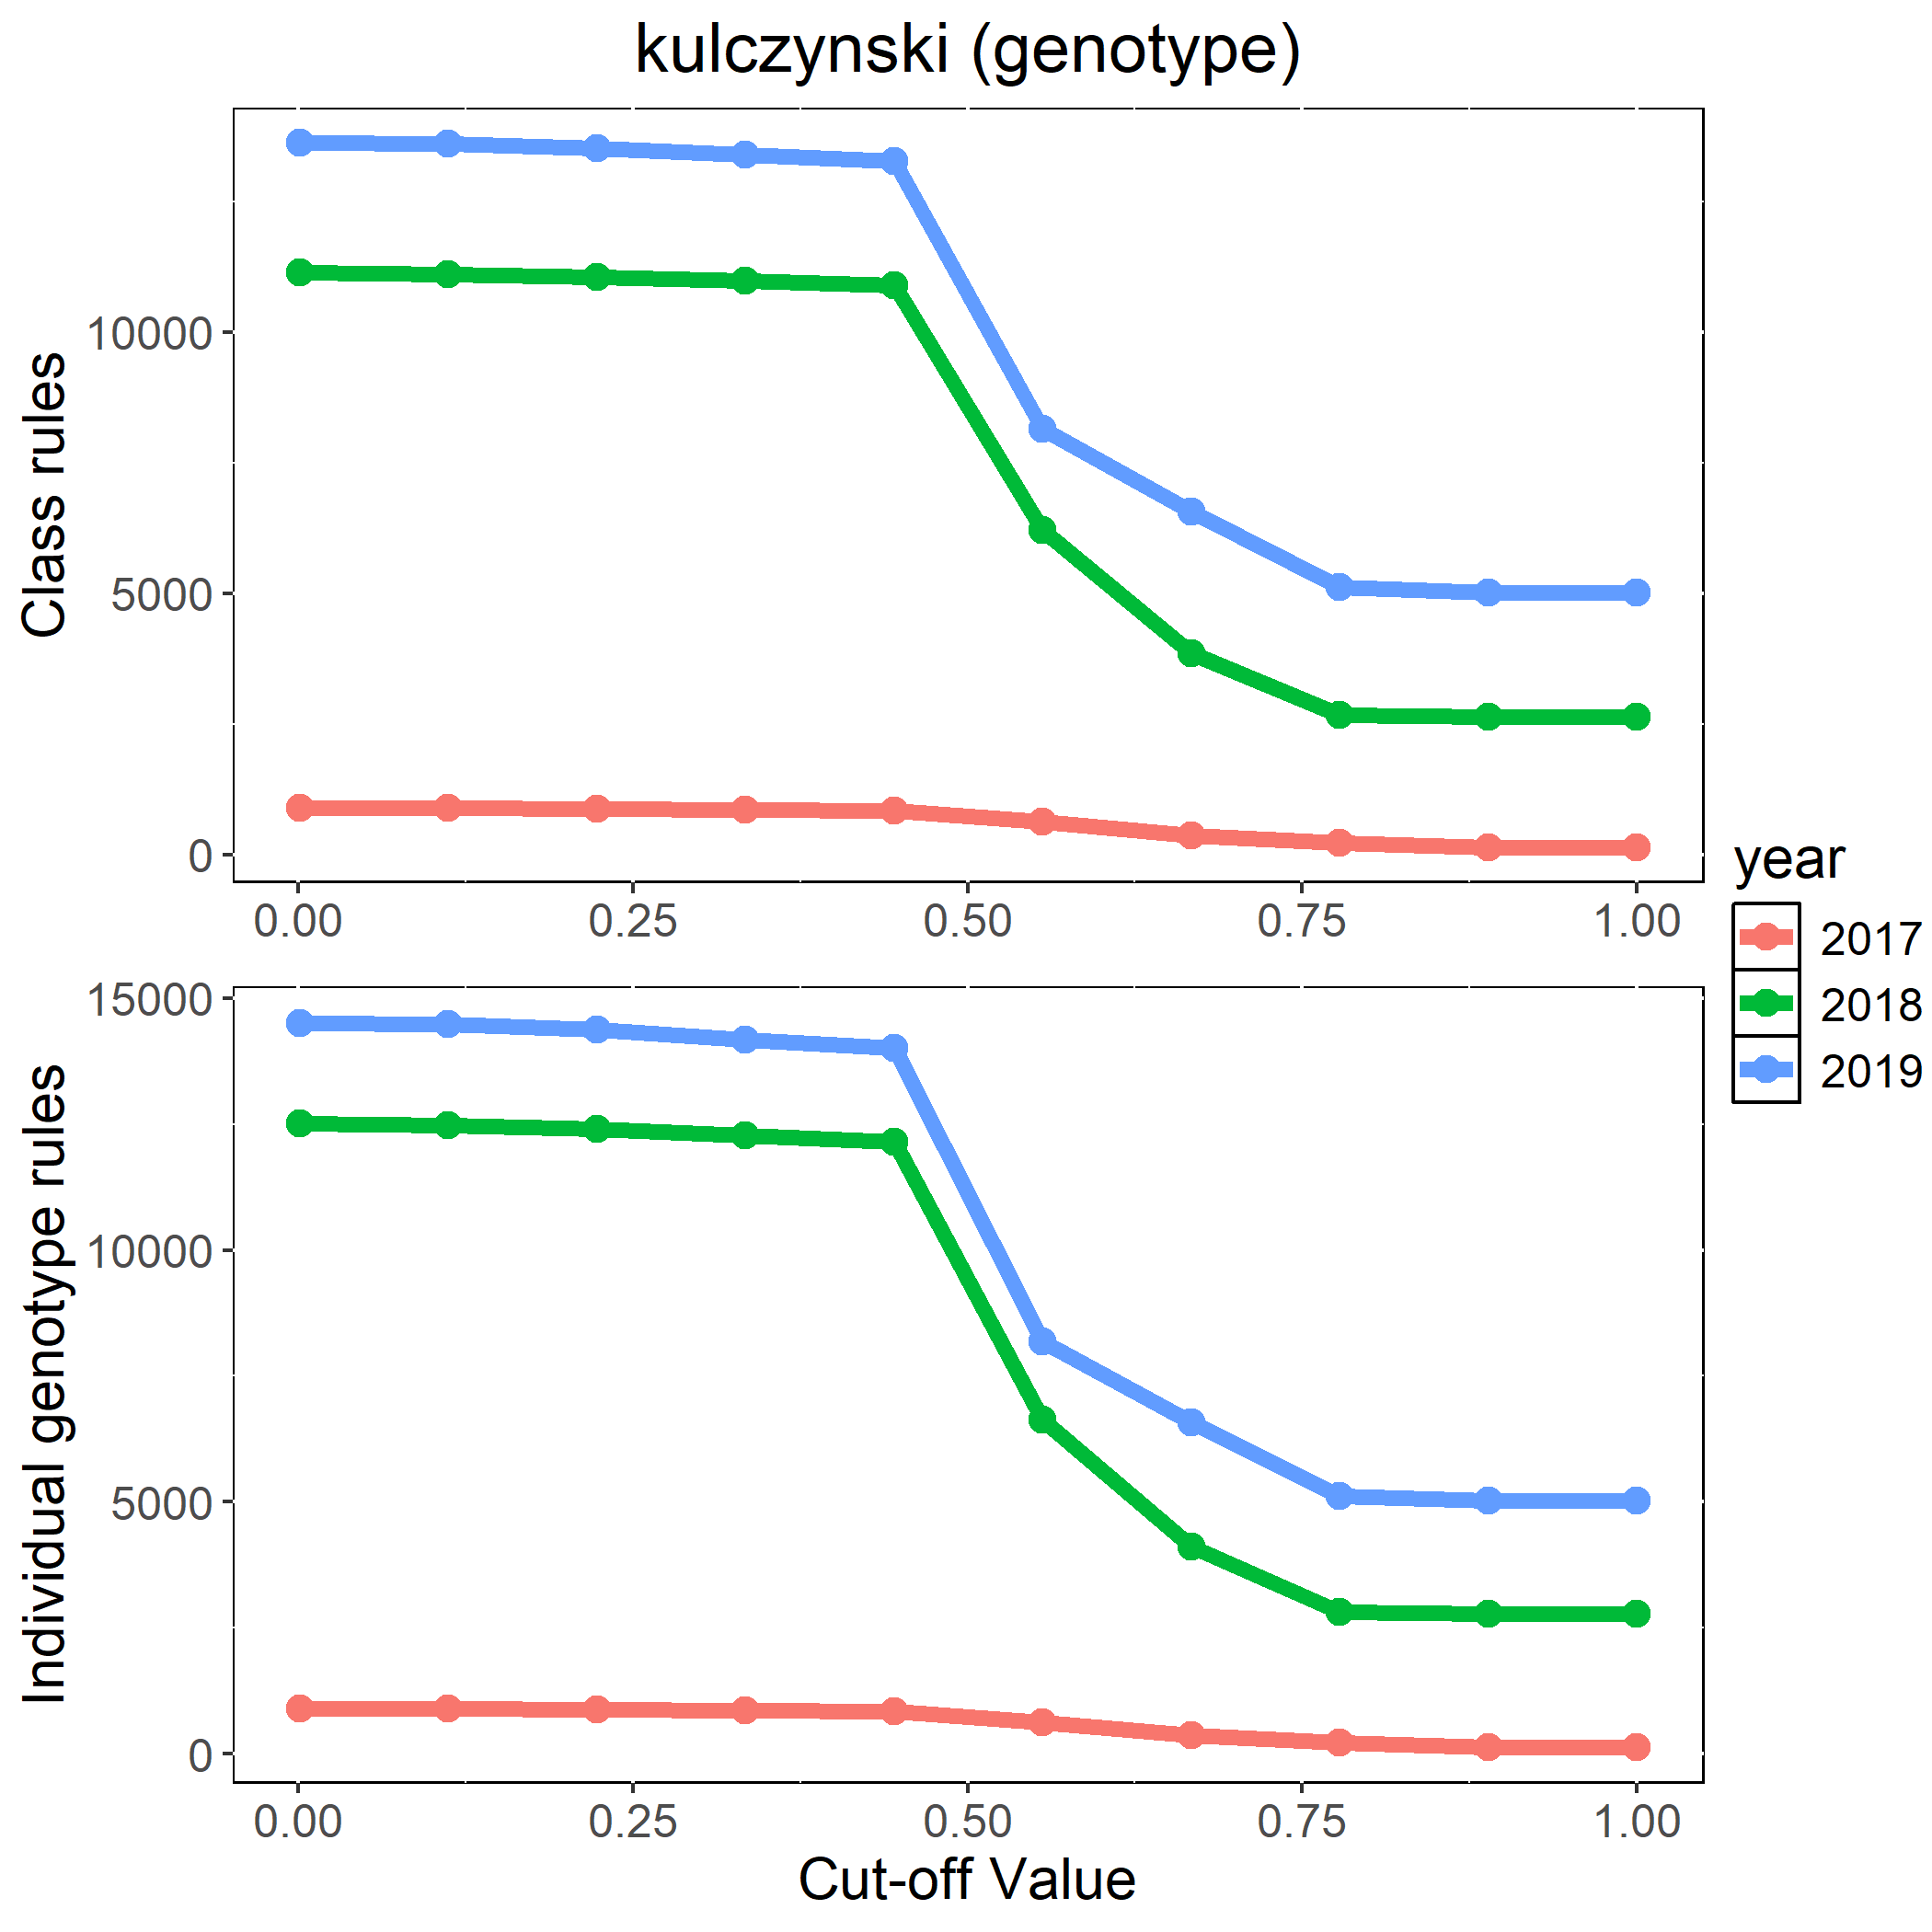 kulczynski (genotype)
Class rules
10000
5000
0
0.00 0.25 0.50 0.75 1.00
Individual genotype rules
15000
10000
5000
0
0.00 0.25 0.50 0.75 1.00
Cut-off Value
year
2017
2018
2019